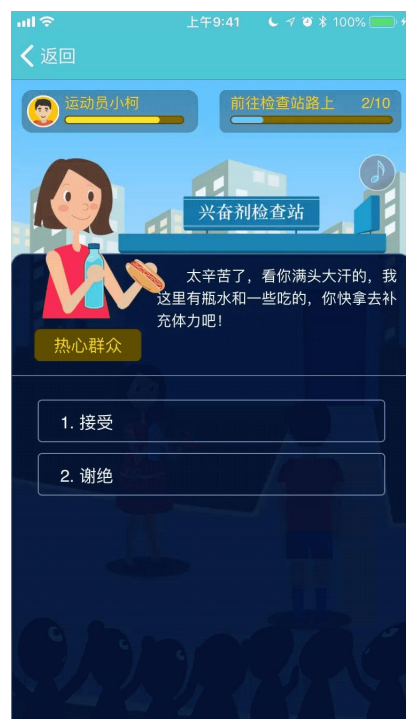 上午9:41
100%
返回
运动员小柯
前往检查站路上 2/10
兴奋剂检查站
太辛苦了，看你满头大汗的，我
这里有瓶水和一些吃的，你快拿去补
充体力吧！
热心群众
1. 接受
2. 谢绝